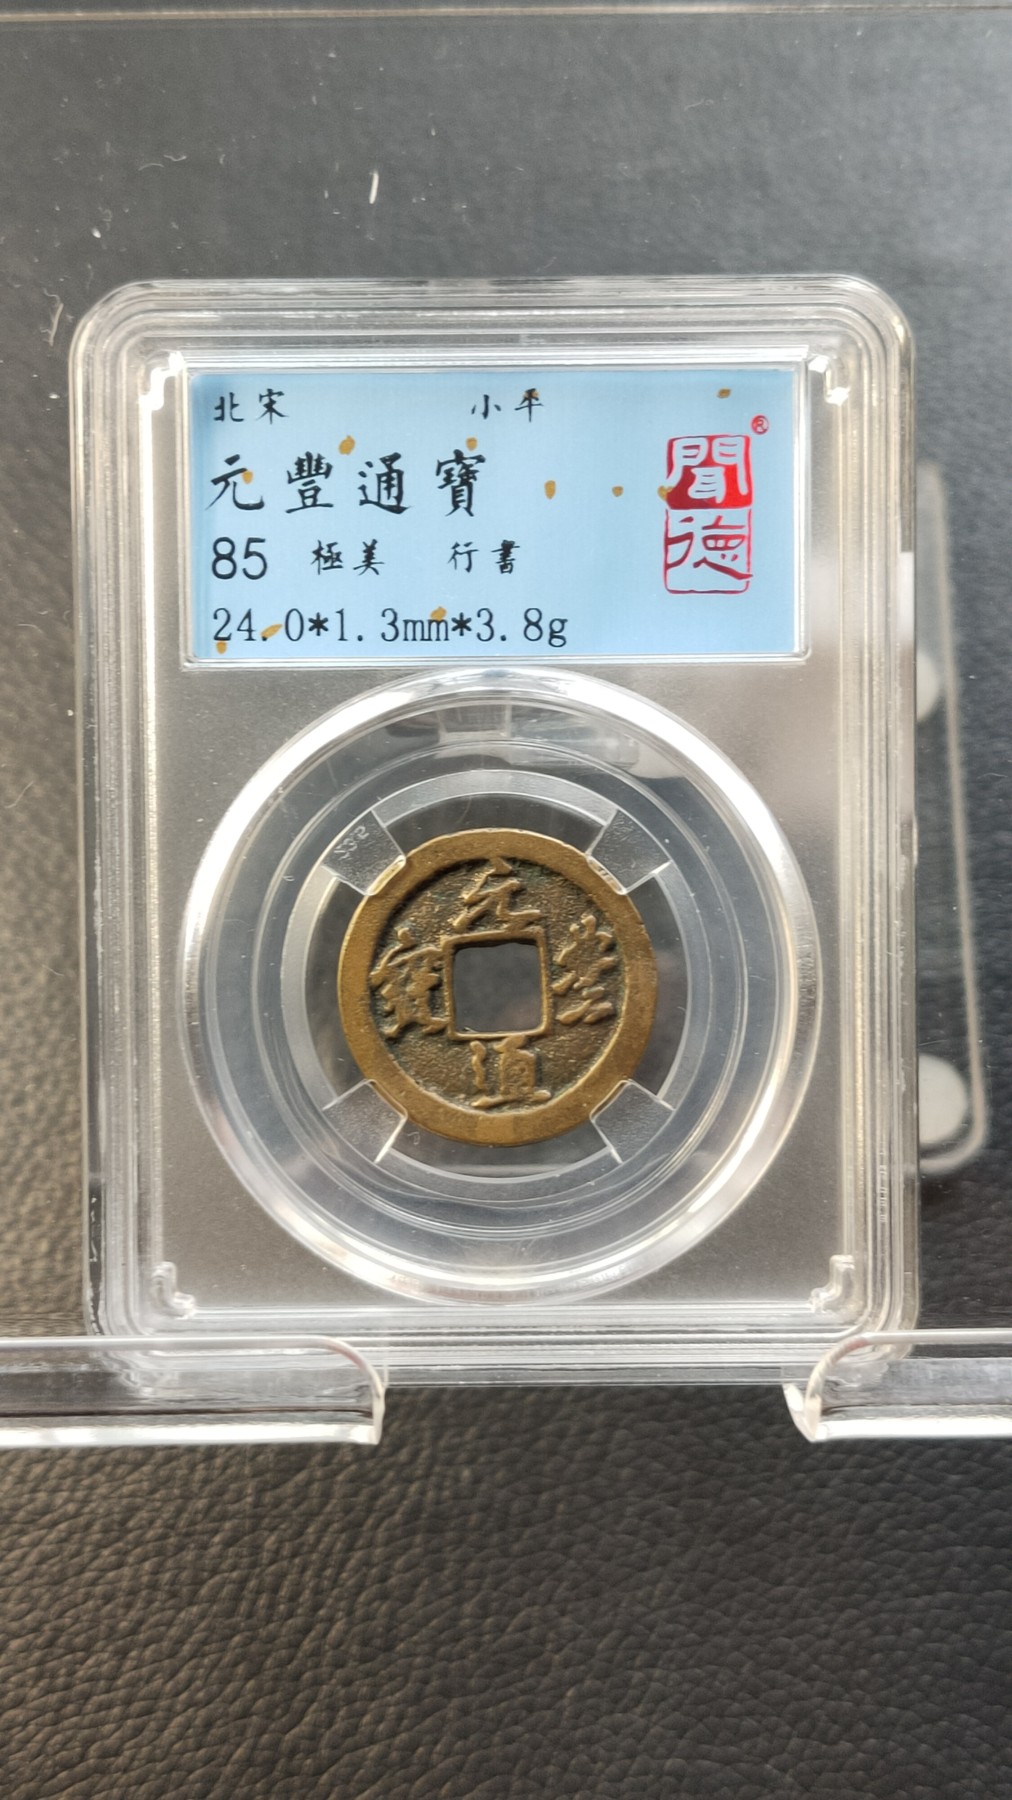 北宋 小平
元豐通寶
85 極美 行書
24.0*1.3mm*3.8g
®
聞德
元豐通寶